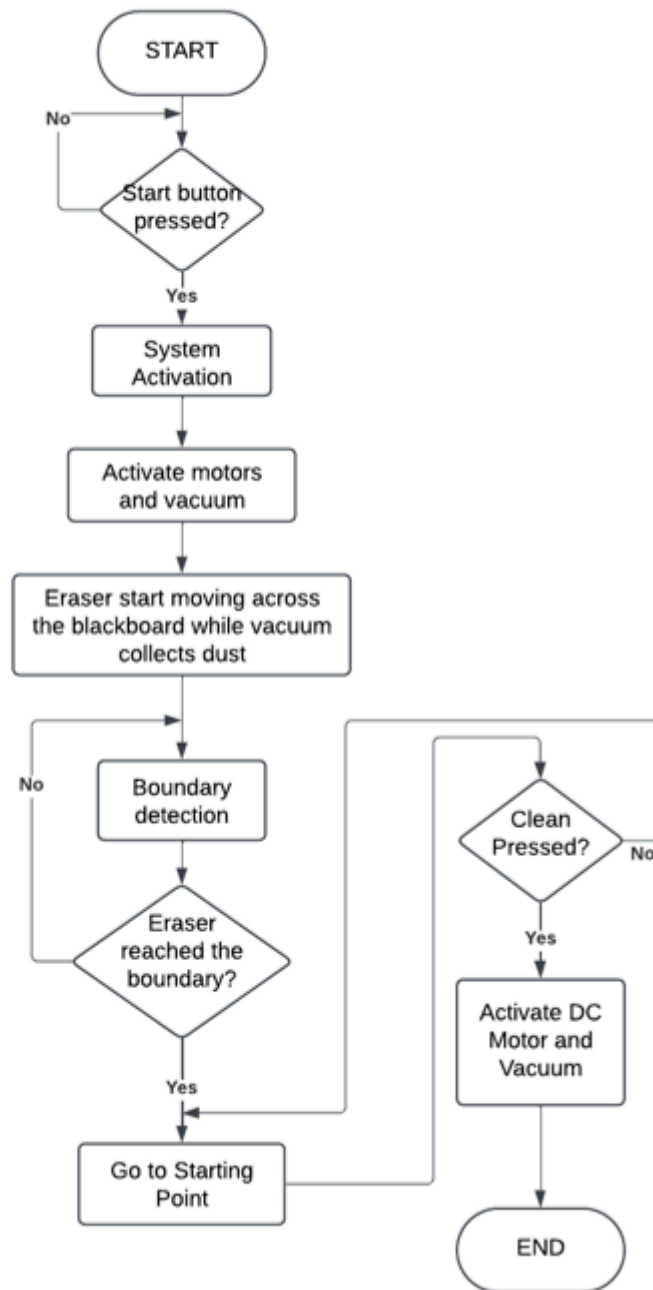 START
No
Start button
pressed?
Yes
System
Activation
Activate motors
and vacuum
Eraser start moving across
the blackboard while vacuum
collects dust
No
Boundary
detection
Eraser
reached the
boundary?
Yes
Go to Starting
Point
Clean
Pressed?
No
Yes
Activate DC
Motor and
Vacuum
END